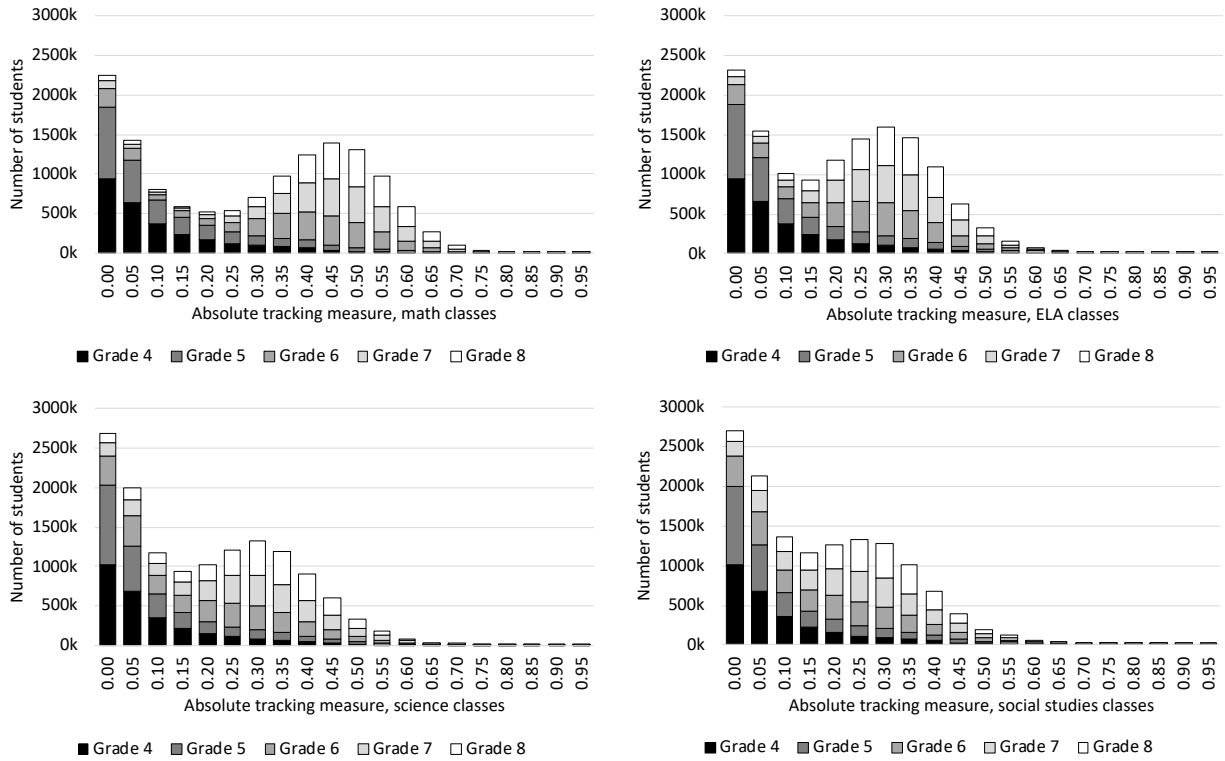 3000k
2500k
2000k
1500k
1000k
500k
0k
Number of students
0.00 0.05 0.10 0.15 0.20 0.25 0.30 0.35 0.40 0.45 0.50 0.55 0.60 0.65 0.70 0.75 0.80 0.85 0.90 0.95
Absolute tracking measure, math classes
Grade 4 Grade 5 Grade 6 Grade 7 Grade 8
3000k
2500k
2000k
1500k
1000k
500k
0k
Number of students
0.00 0.05 0.10 0.15 0.20 0.25 0.30 0.35 0.40 0.45 0.50 0.55 0.60 0.65 0.70 0.75 0.80 0.85 0.90 0.95
Absolute tracking measure, ELA classes
Grade 4 Grade 5 Grade 6 Grade 7 Grade 8
3000k
2500k
2000k
1500k
1000k
500k
0k
Number of students
0.00 0.05 0.10 0.15 0.20 0.25 0.30 0.35 0.40 0.45 0.50 0.55 0.60 0.65 0.70 0.75 0.80 0.85 0.90 0.95
Absolute tracking measure, science classes
Grade 4 Grade 5 Grade 6 Grade 7 Grade 8
3000k
2500k
2000k
1500k
1000k
500k
0k
Number of students
0.00 0.05 0.10 0.15 0.20 0.25 0.30 0.35 0.40 0.45 0.50 0.55 0.60 0.65 0.70 0.75 0.80 0.85 0.90 0.95
Absolute tracking measure, social studies classes
Grade 4 Grade 5 Grade 6 Grade 7 Grade 8